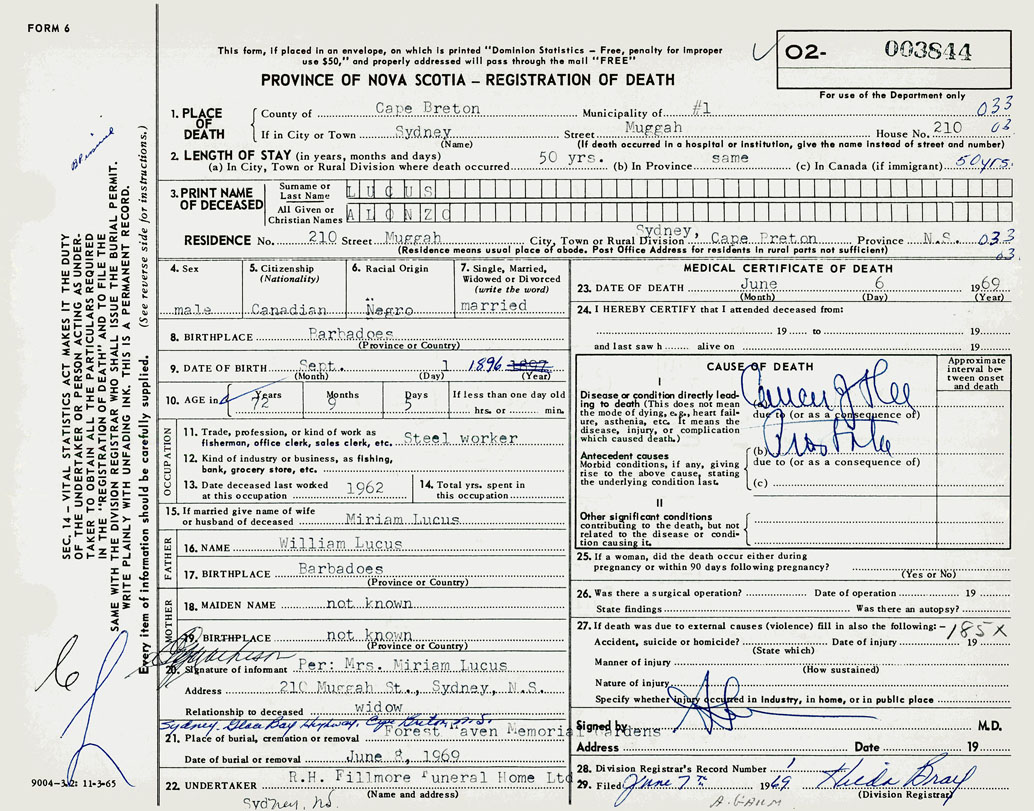 FORM 6
This form, if placed in an envelope, on which is printed "Dominion Statistics – Free, penalty for improper
use $50," and properly addressed will pass through the mail "FREE"
PROVINCE OF NOVA SCOTIA – REGISTRATION OF DEATH
O2- 003844
For use of the Department only
1. PLACE OF DEATH
County of Cape Breton Municipality of #1 033
If in City or Town Sydney Street Muggah House No. 210 03
(Name) (If death occurred in a hospital or institution, give the name instead of street and number)
2. LENGTH OF STAY (in years, months and days)
(a) In City, Town or Rural Division where death occurred 50 yrs. (b) In Province same (c) In Canada (if immigrant) 50 yrs.
3. PRINT NAME OF DECEASED
Surname or Last Name LUCUS
All Given or Christian Names ALONZO
RESIDENCE No. 210 Street Muggah City, Town or Rural Division Sydney, Cape Breton Province N.S. 033
(Residence means usual place of abode. Post Office Address for residents in rural parts not sufficient) 03.
4. Sex male
5. Citizenship (Nationality) Canadian
6. Racial Origin Negro
7. Single, Married, Widowed or Divorced (write the word) married
8. BIRTHPLACE Barbadoes
(Province or Country)
9. DATE OF BIRTH Sept. 1 1896 1897
(Month) (Day) (Year)
10. AGE in Years 72 Months 9 Days 5 If less than one day old
hrs. or min.
OCCUPATION
11. Trade, profession, or kind of work as
fisherman, office clerk, sales clerk, etc. Steel worker
12. Kind of industry or business, as fishing,
bank, grocery store, etc.
13. Date deceased last worked
at this occupation 1962
14. Total yrs. spent in
this occupation
15. If married give name of wife
or husband of deceased Miriam Lucus
FATHER
16. NAME William Lucus
17. BIRTHPLACE Barbadoes
(Province or Country)
MOTHER
18. MAIDEN NAME not known
19. BIRTHPLACE not known
(Province or Country)
20. Signature of informant Per: Mrs. Miriam Lucus
Address 210 Muggah St., Sydney, N.S.
Relationship to deceased widow
Sydney. Glace Bay Highway, Cape Breton, N.S.
21. Place of burial, cremation or removal Forest Haven Memorial Gardens
Date of burial or removal June 8, 1969
22. UNDERTAKER R.H. Fillmore Funeral Home Ltd
(Name and address)
Sydney, NS.
MEDICAL CERTIFICATE OF DEATH
23. DATE OF DEATH June 6 1969
(Month) (Day) (Year)
24. I HEREBY CERTIFY that I attended deceased from:
19 to 19
and last saw h alive on 19
CAUSE OF DEATH
Approximate interval between onset and death
I
Disease or condition directly leading to death (This does not mean
the mode of dying, e.g., heart failure, asthenia, etc. It means the
disease, injury, or complication
which caused death.)
Cancer of the
due to (or as a consequence of)
Prostate
Antecedent causes
Morbid conditions, if any, giving
rise to the above cause, stating
the underlying condition last.
(b)
due to (or as a consequence of)
(c)
II
Other significant conditions
contributing to the death, but not
related to the disease or condition causing it.
25. If a woman, did the death occur either during
pregnancy or within 90 days following pregnancy?
(Yes or No)
26. Was there a surgical operation? Date of operation 19
State findings Was there an autopsy?
27. If death was due to external causes (violence) fill in also the following: – 185X
Accident, suicide or homicide? Date of injury 19
(State which)
Manner of injury
(How sustained)
Nature of injury
Specify whether injury occurred in Industry, in home, or in public place
Signed by M.D.
Address Date 19
28. Division Registrar's Record Number 1
29. Filed June 7th 1969 Hilda Bray
(Division Registrar)
SEC. 14 – VITAL STATISTICS ACT MAKES IT THE DUTY
OF THE UNDERTAKER OR PERSON ACTING AS UNDER-
TAKER TO OBTAIN ALL THE PARTICULARS REQUIRED
IN THE "REGISTRATION OF DEATH" AND TO FILE THE
SAME WITH THE DIVISION REGISTRAR WHO SHALL ISSUE THE BURIAL PERMIT.
WRITE PLAINLY WITH UNFADING INK. THIS IS A PERMANENT RECORD.
Every item of information should be carefully supplied. (See reverse side for instructions.)